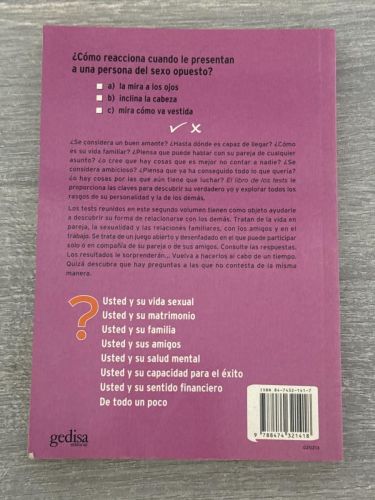 ¿Cómo reacciona cuando le presentan
a una persona del sexo opuesto?
a) la mira a los ojos
b) inclina la cabeza
c) mira cómo va vestida
¿Se considera un buen amante? ¿Hasta dónde es capaz de llegar? ¿Cómo
es su vida familiar? ¿Piensa que puede hablar con su pareja de cualquier
asunto? ¿o cree que hay cosas que es mejor no contar a nadie? ¿Se
considera ambicioso? ¿Piensa que ya ha conseguido todo lo que quería?
¿o hay cosas por las que aún tiene que luchar? El libro de los tests le
proporciona las claves para descubrir su verdadero yo y explorar todos los
rasgos de su personalidad y la de los demás.
Los tests reunidos en este segundo volumen tienen como objeto ayudarle
a descubrir su forma de relacionarse con los demás. Tratan de la vida en
pareja, la sexualidad y las relaciones familiares, con los amigos y en el
trabajo. Se trata de un juego abierto y desenfadado en el que puede participar
solo o en compañía de su pareja o de sus amigos. Consulte las respuestas.
Los resultados le sorprenderán... Vuelva a hacerlos al cabo de un tiempo.
Quizá descubra que hay preguntas a las que no contesta de la misma
manera.
?
Usted y su vida sexual
Usted y su matrimonio
Usted y su familia
Usted y sus amigos
Usted y su salud mental
Usted y su capacidad para el éxito
Usted y su sentido financiero
De todo un poco
gedisa
editorial
ISBN 84-7432-141-7
9 788474 321418